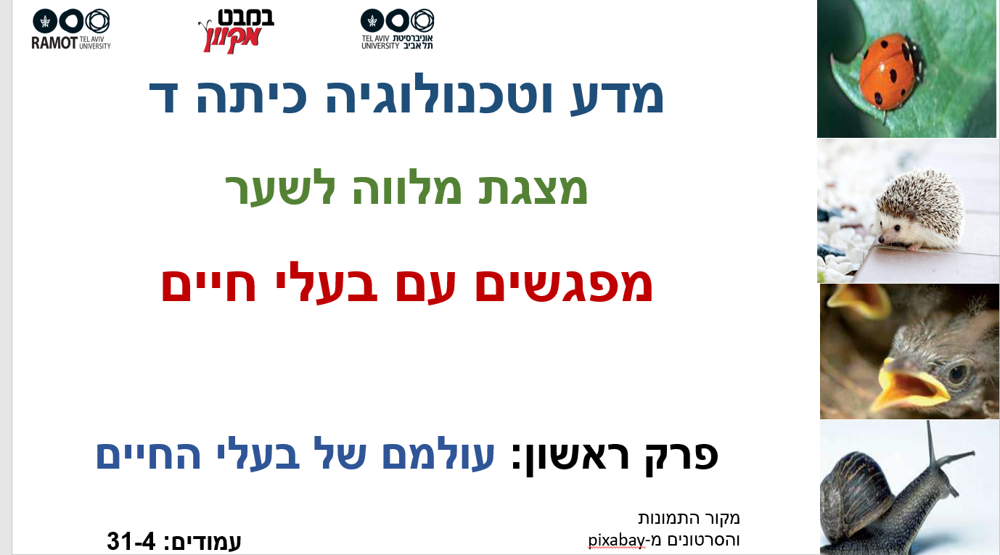 RAMOT TEL AVIV UNIVERSITY
במבט מקוון
TEL AVIV UNIVERSITY אוניברסיטת תל אביב
מדע וטכנולוגיה כיתה ד
מצגת מלווה לשער
מפגשים עם בעלי חיים
פרק ראשון: עולמם של בעלי החיים
מקור התמונות
והסרטונים מ-pixabay
עמודים: 31-4